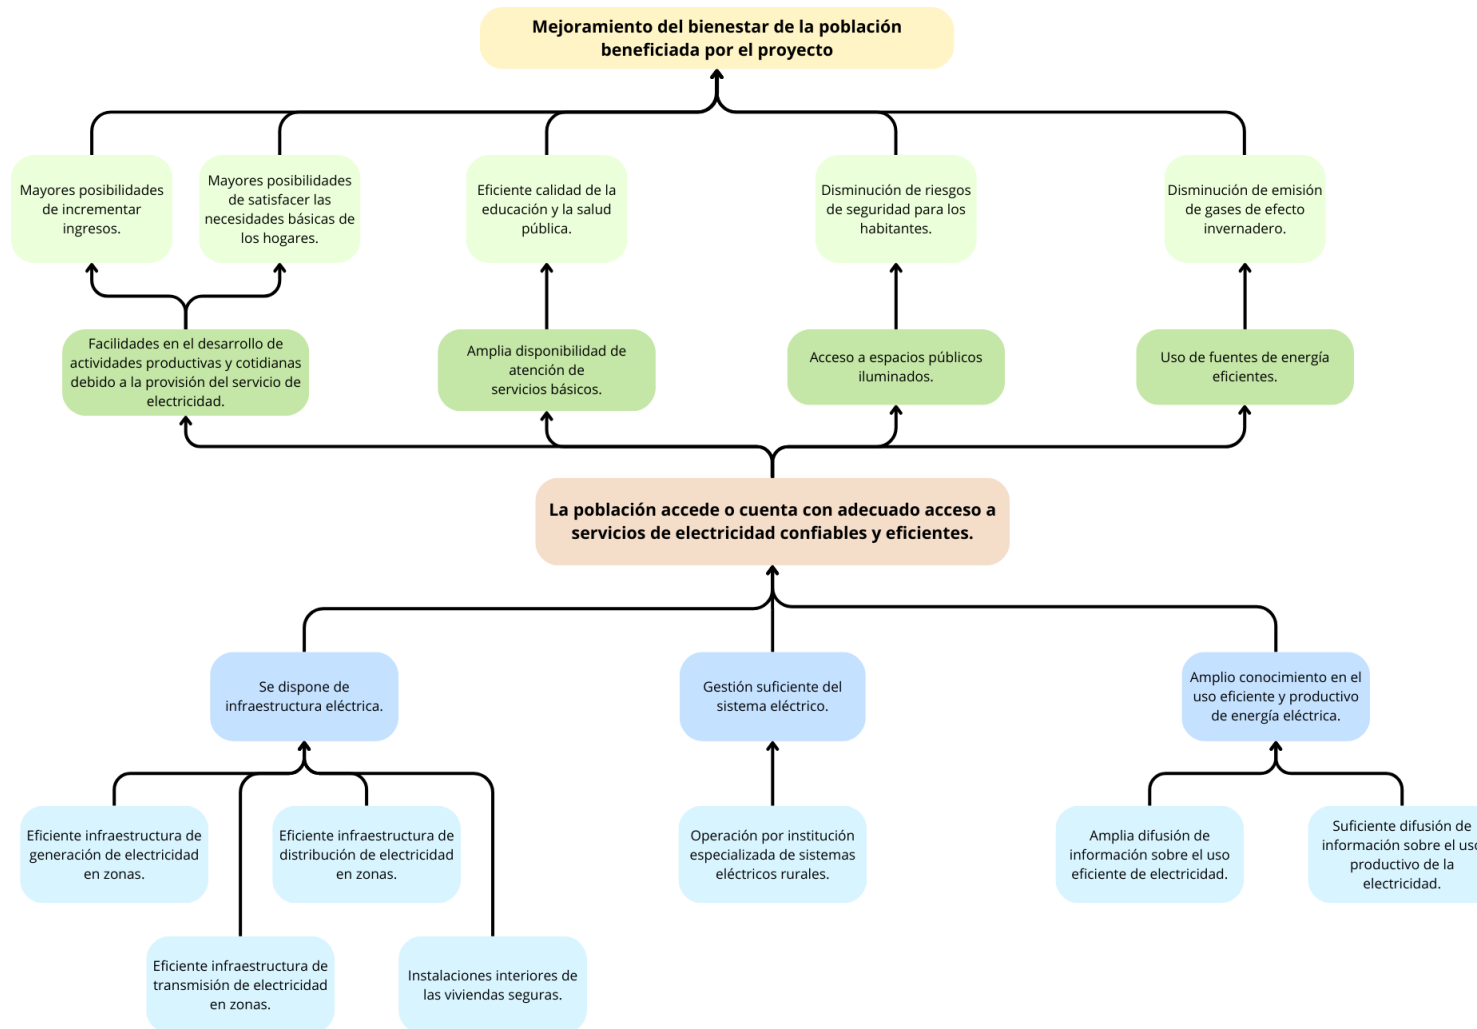 Mejoramiento del bienestar de la población
beneficiada por el proyecto
Mayores posibilidades
de incrementar
ingresos.
Mayores posibilidades
de satisfacer las
necesidades básicas de
los hogares.
Eficiente calidad de la
educación y la salud
pública.
Disminución de riesgos
de seguridad para los
habitantes.
Disminución de emisión
de gases de efecto
invernadero.
Facilidades en el desarrollo de
actividades productivas y cotidianas
debido a la provisión del servicio de
electricidad.
Amplia disponibilidad de
atención de
servicios básicos.
Acceso a espacios públicos
iluminados.
Uso de fuentes de energía
eficientes.
La población accede o cuenta con adecuado acceso a
servicios de electricidad confiables y eficientes.
Se dispone de
infraestructura eléctrica.
Gestión suficiente del
sistema eléctrico.
Amplio conocimiento en el
uso eficiente y productivo
de energía eléctrica.
Eficiente infraestructura de
generación de electricidad
en zonas.
Eficiente infraestructura de
distribución de electricidad
en zonas.
Operación por institución
especializada de sistemas
eléctricos rurales.
Amplia difusión de
información sobre el uso
eficiente de electricidad.
Suficiente difusión de
información sobre el uso
productivo de la
electricidad.
Eficiente infraestructura de
transmisión de electricidad
en zonas.
Instalaciones interiores de
las viviendas seguras.